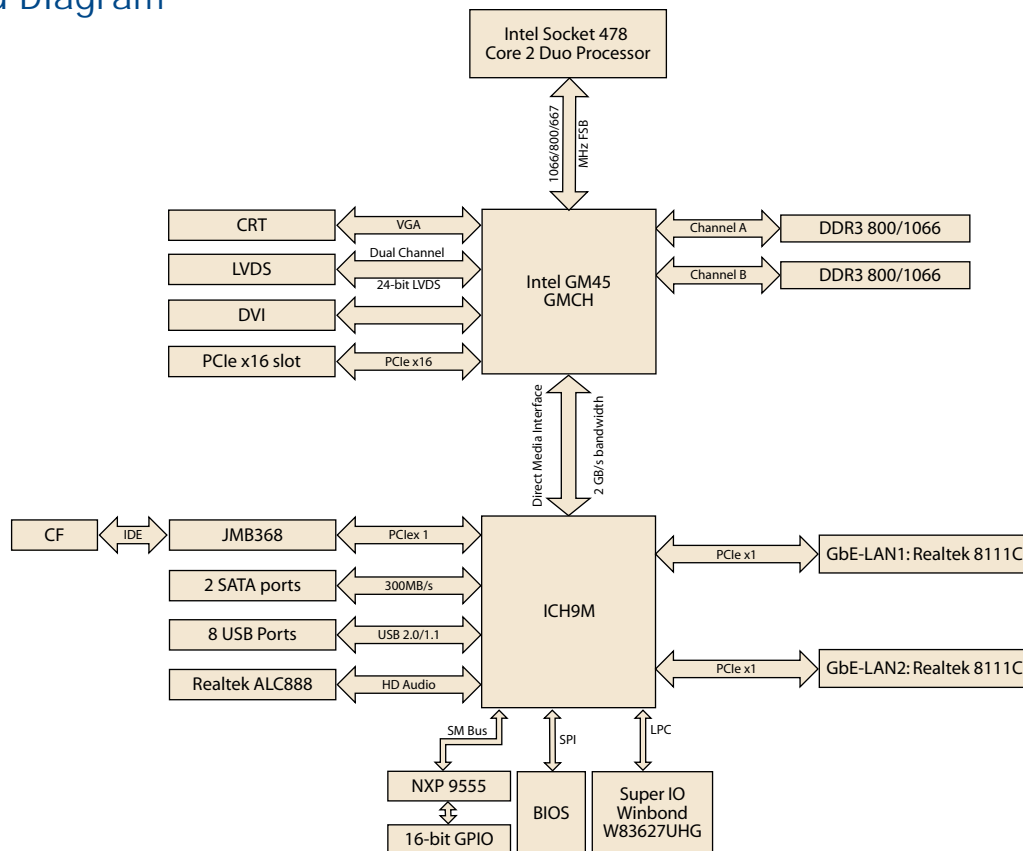 Diagram
Intel Socket 478
Core 2 Duo Processor
1066/800/667
MHz FSB
CRT
VGA
LVDS
Dual Channel
24-bit LVDS
DVI
PCIe x16 slot
PCIe x16
Intel GM45
GMCH
Channel A
DDR3 800/1066
Channel B
DDR3 800/1066
Direct Media Interface
2 GB/s bandwidth
CF
IDE
JMB368
PCIex 1
2 SATA ports
300MB/s
8 USB Ports
USB 2.0/1.1
Realtek ALC888
HD Audio
ICH9M
PCIe x1
GbE-LAN1: Realtek 8111C
PCIe x1
GbE-LAN2: Realtek 8111C
SM Bus
SPI
LPC
NXP 9555
16-bit GPIO
BIOS
Super IO
Winbond
W83627UHG